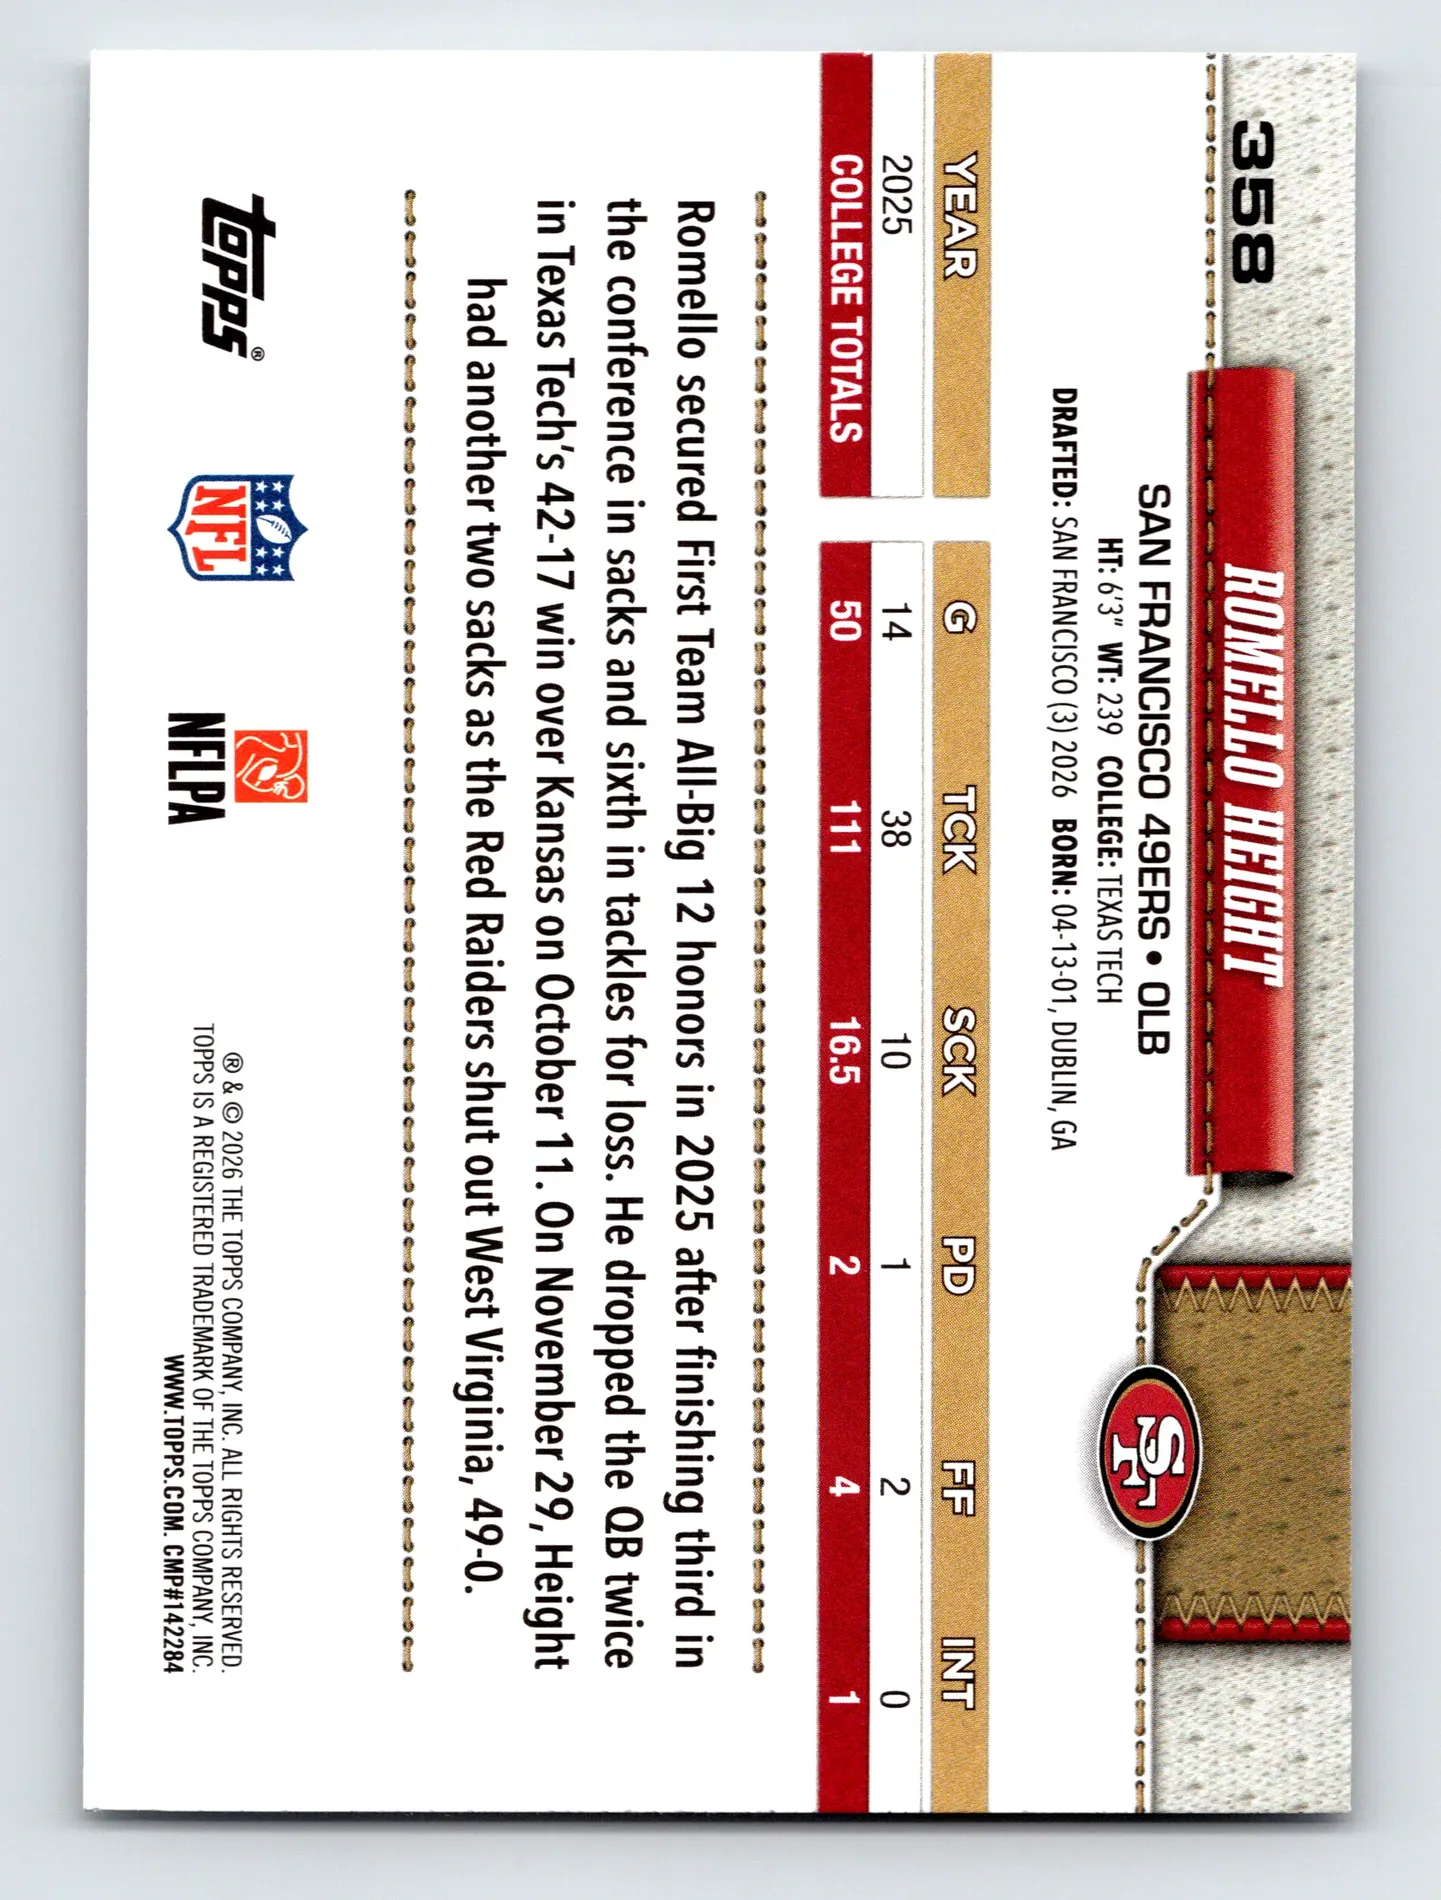 358
ROMELLO HEIGHT
SAN FRANCISCO 49ERS • OLB
HT: 6'3" WT: 239 COLLEGE: TEXAS TECH
DRAFTED: SAN FRANCISCO (3) 2026 BORN: 04-13-01, DUBLIN, GA
SF
YEAR G TCK SCK PD FF INT
2025 14 38 10 1 2 0
COLLEGE TOTALS 50 111 16.5 2 4 1
Romello secured First Team All-Big 12 honors in 2025 after finishing third in
the conference in sacks and sixth in tackles for loss. He dropped the QB twice
in Texas Tech's 42-17 win over Kansas on October 11. On November 29, Height
had another two sacks as the Red Raiders shut out West Virginia, 49-0.
topps®
NFL
NFLPA
® & © 2026 THE TOPPS COMPANY, INC. ALL RIGHTS RESERVED.
TOPPS IS A REGISTERED TRADEMARK OF THE TOPPS COMPANY, INC.
WWW.TOPPS.COM. CMP#142284